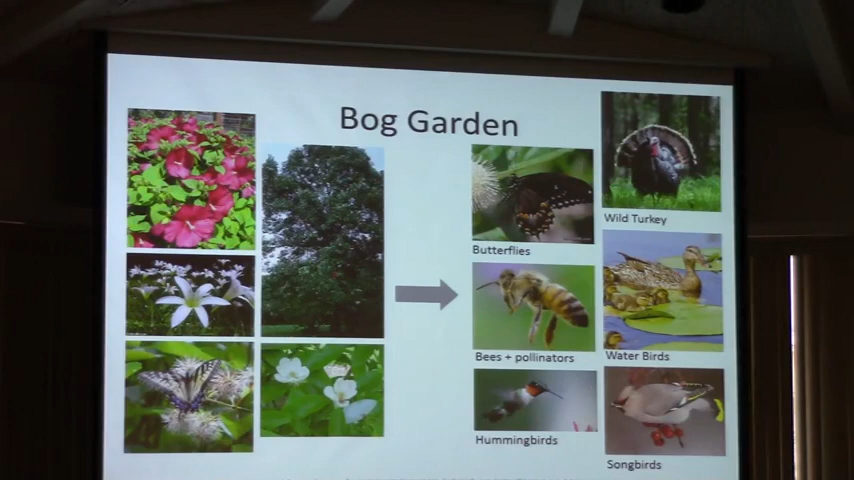 Bog Garden
Butterflies
Bees + pollinators
Hummingbirds
Wild Turkey
Water Birds
Songbirds